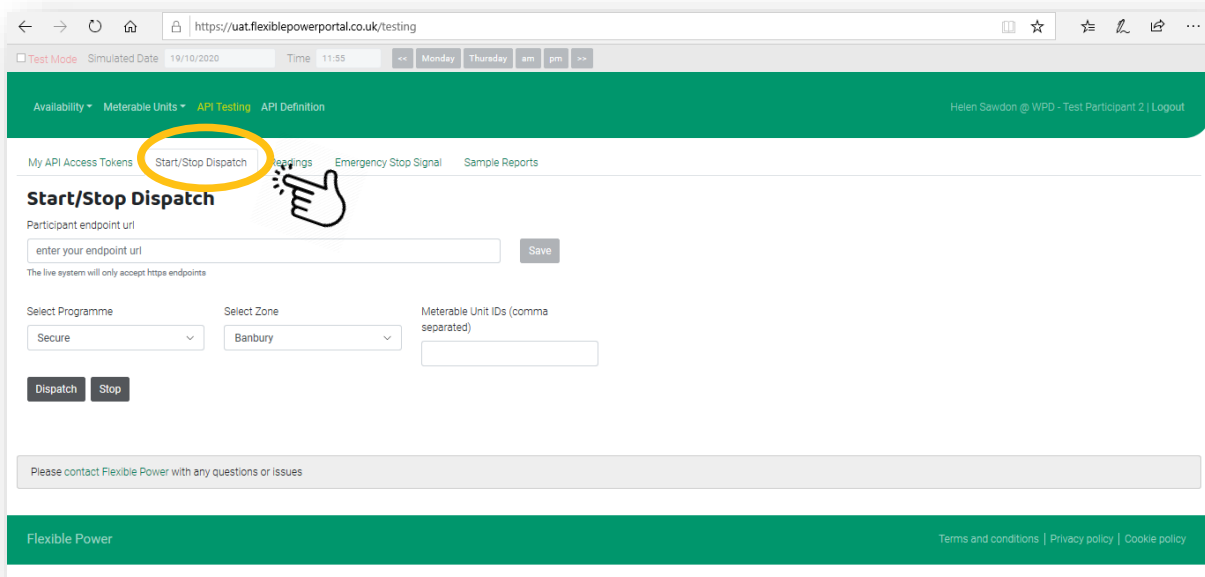 https://uat.flexiblepowerportal.co.uk/testing
Test Mode Simulated Date 19/10/2020 Time 11:55 << Monday Thursday am pm >>
Availability Meterable Units API Testing API Definition Helen Sawdon @ WPD - Test Participant 2 | Logout
My API Access Tokens Start/Stop Dispatch Readings Emergency Stop Signal Sample Reports
Start/Stop Dispatch
Participant endpoint url
enter your endpoint url Save
The live system will only accept https endpoints
Select Programme Select Zone Meterable Unit IDs (comma
separated)
Secure Banbury
Dispatch Stop
Please contact Flexible Power with any questions or issues
Flexible Power Terms and conditions | Privacy policy | Cookie policy